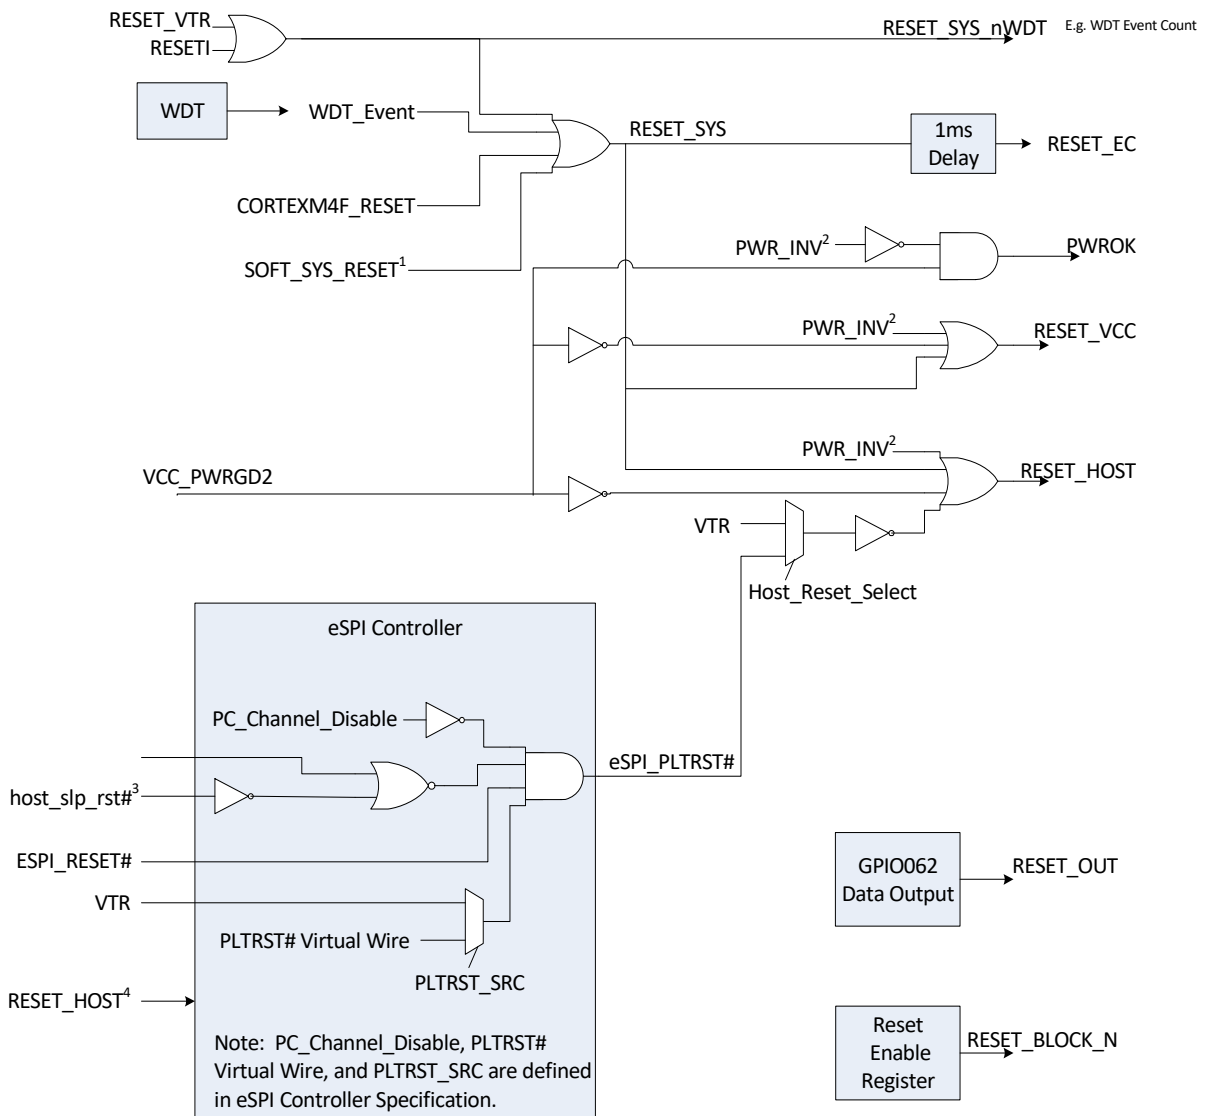 RESET_VTR
RESETI
RESET_SYS_nWDT
E.g. WDT Event Count
WDT
WDT_Event
RESET_SYS
1ms
Delay
RESET_EC
CORTEXM4F_RESET
SOFT_SYS_RESET1
PWR_INV2
PWROK
PWR_INV2
RESET_VCC
PWR_INV2
RESET_HOST
VCC_PWRGD2
VTR
Host_Reset_Select
eSPI Controller
PC_Channel_Disable
eSPI_PLTRST#
host_slp_rst#3
ESPI_RESET#
VTR
PLTRST# Virtual Wire
PLTRST_SRC
RESET_HOST4
Note: PC_Channel_Disable, PLTRST#
Virtual Wire, and PLTRST_SRC are defined
in eSPI Controller Specification.
GPIO062
Data Output
RESET_OUT
Reset
Enable
Register
RESET_BLOCK_N